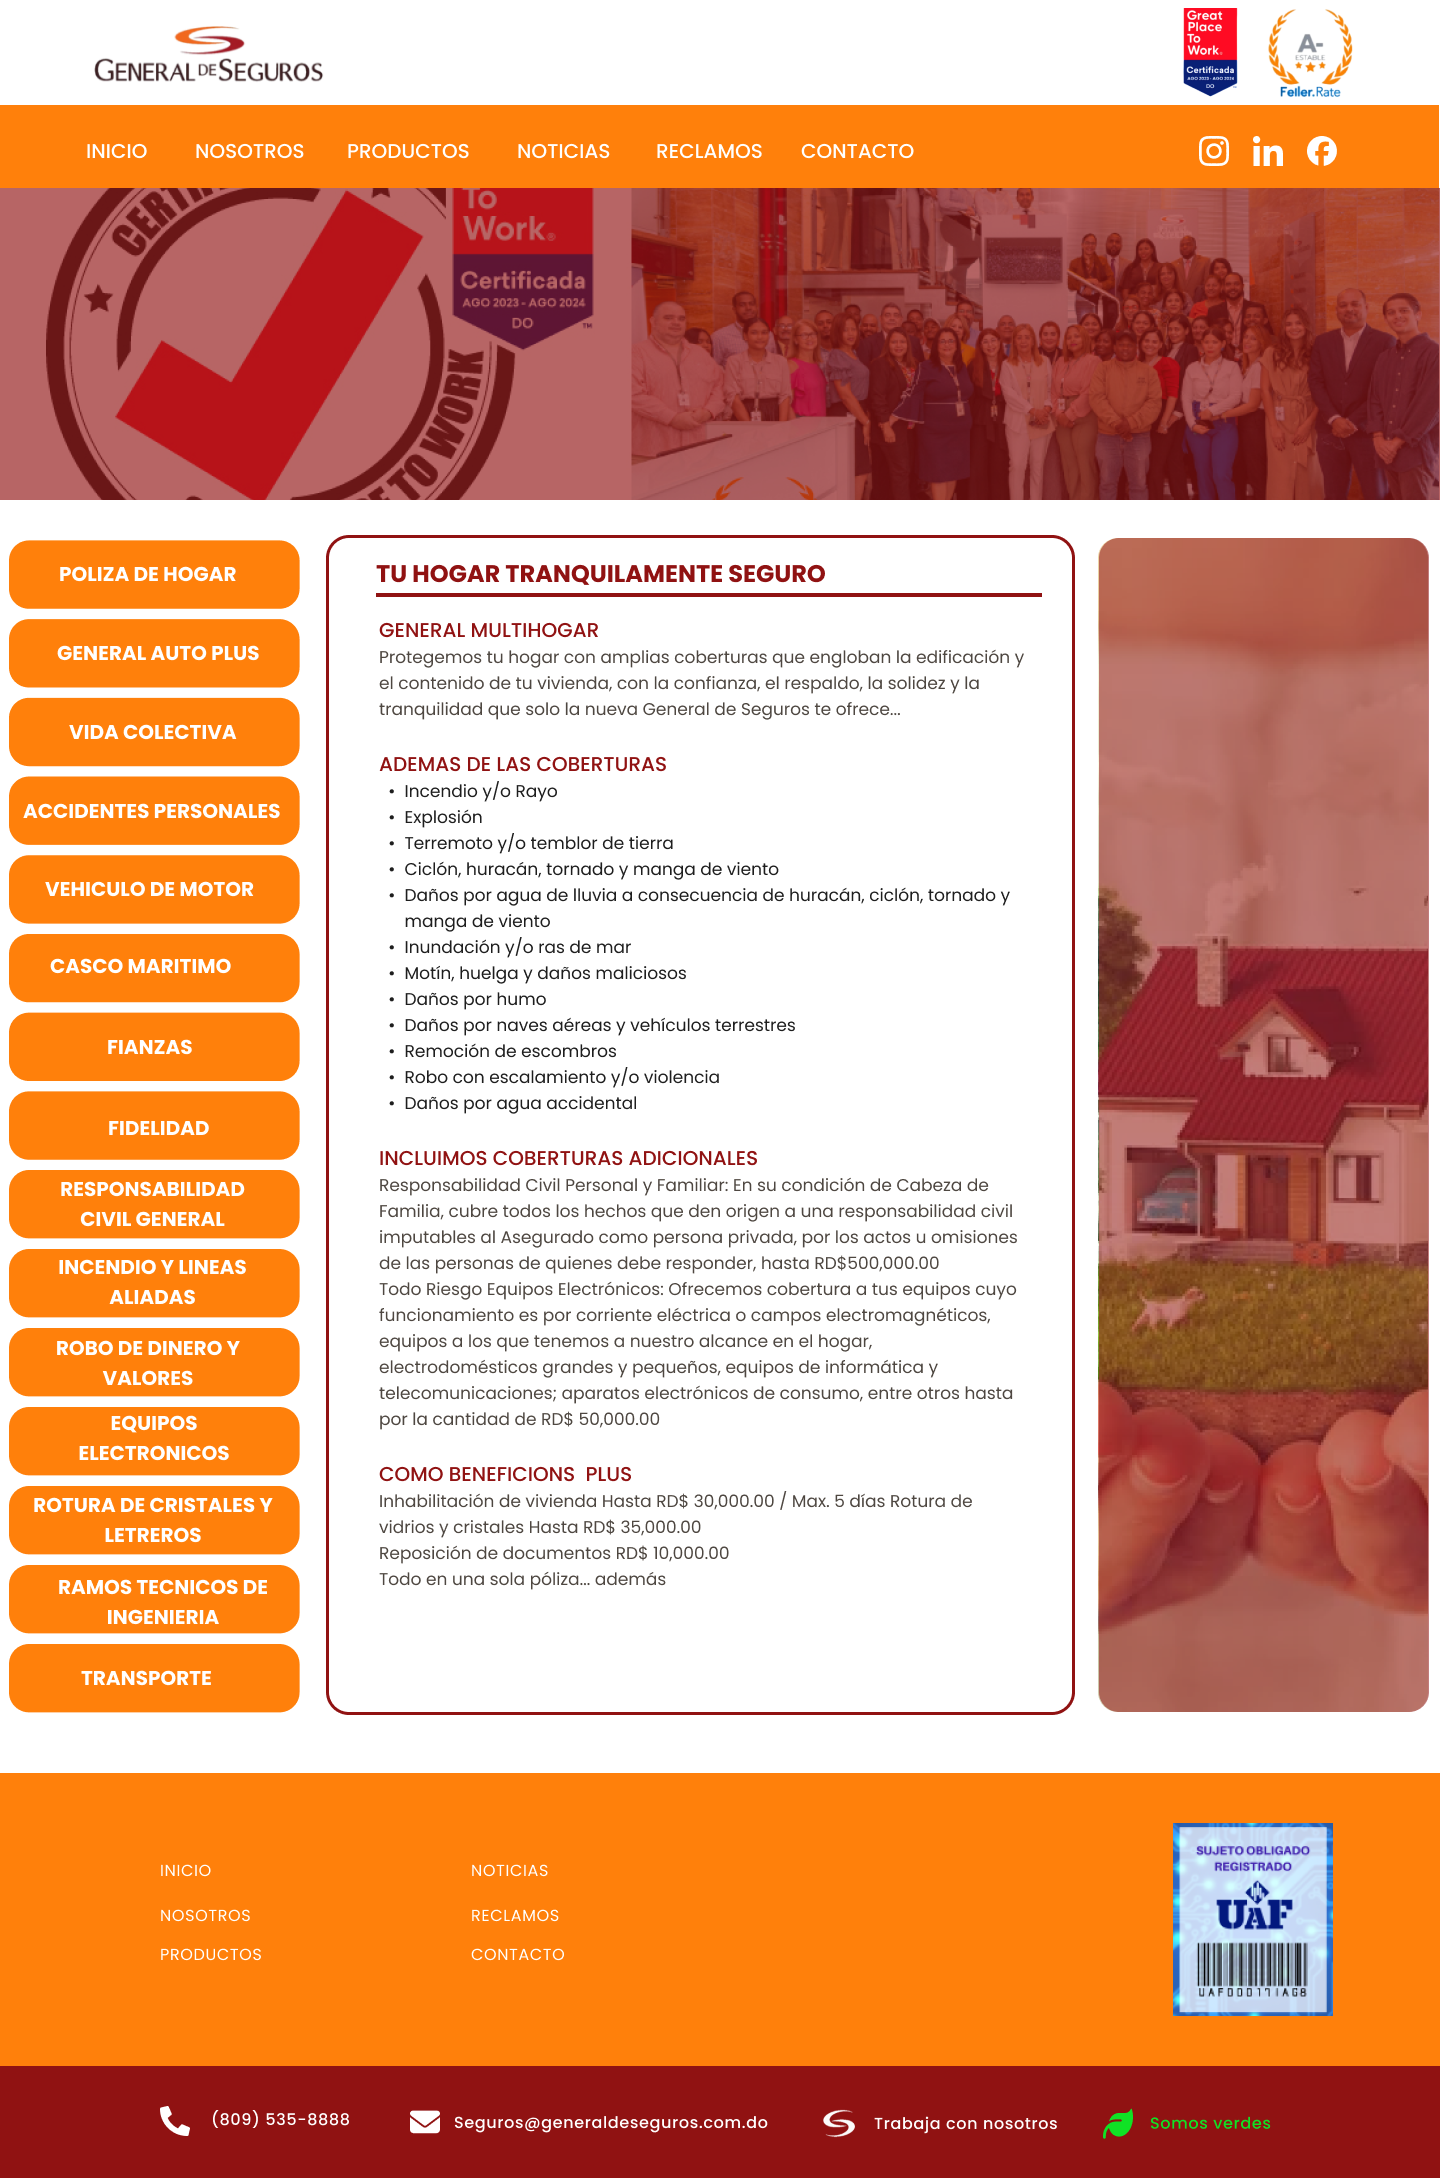 GENERAL DE SEGUROS
Great
Place
To
Work®
Certificada
AGO 2023 - AGO 2024
DO
A-
ESTABLE
Feller.Rate
INICIO NOSOTROS PRODUCTOS NOTICIAS RECLAMOS CONTACTO
To
Work®
Certificada
AGO 2023 - AGO 2024
DO ™
TO WORK
POLIZA DE HOGAR
GENERAL AUTO PLUS
VIDA COLECTIVA
ACCIDENTES PERSONALES
VEHICULO DE MOTOR
CASCO MARITIMO
FIANZAS
FIDELIDAD
RESPONSABILIDAD
CIVIL GENERAL
INCENDIO Y LINEAS
ALIADAS
ROBO DE DINERO Y
VALORES
EQUIPOS
ELECTRONICOS
ROTURA DE CRISTALES Y
LETREROS
RAMOS TECNICOS DE
INGENIERIA
TRANSPORTE
TU HOGAR TRANQUILAMENTE SEGURO
GENERAL MULTIHOGAR
Protegemos tu hogar con amplias coberturas que engloban la edificación y
el contenido de tu vivienda, con la confianza, el respaldo, la solidez y la
tranquilidad que solo la nueva General de Seguros te ofrece...
ADEMAS DE LAS COBERTURAS
• Incendio y/o Rayo
• Explosión
• Terremoto y/o temblor de tierra
• Ciclón, huracán, tornado y manga de viento
• Daños por agua de lluvia a consecuencia de huracán, ciclón, tornado y
manga de viento
• Inundación y/o ras de mar
• Motín, huelga y daños maliciosos
• Daños por humo
• Daños por naves aéreas y vehículos terrestres
• Remoción de escombros
• Robo con escalamiento y/o violencia
• Daños por agua accidental
INCLUIMOS COBERTURAS ADICIONALES
Responsabilidad Civil Personal y Familiar: En su condición de Cabeza de
Familia, cubre todos los hechos que den origen a una responsabilidad civil
imputables al Asegurado como persona privada, por los actos u omisiones
de las personas de quienes debe responder, hasta RD$500,000.00
Todo Riesgo Equipos Electrónicos: Ofrecemos cobertura a tus equipos cuyo
funcionamiento es por corriente eléctrica o campos electromagnéticos,
equipos a los que tenemos a nuestro alcance en el hogar,
electrodomésticos grandes y pequeños, equipos de informática y
telecomunicaciones; aparatos electrónicos de consumo, entre otros hasta
por la cantidad de RD$ 50,000.00
COMO BENEFICIONS PLUS
Inhabilitación de vivienda Hasta RD$ 30,000.00 / Max. 5 días Rotura de
vidrios y cristales Hasta RD$ 35,000.00
Reposición de documentos RD$ 10,000.00
Todo en una sola póliza... además
INICIO
NOSOTROS
PRODUCTOS
NOTICIAS
RECLAMOS
CONTACTO
SUJETO OBLIGADO
REGISTRADO
UAF
UAF000171AG8
(809) 535-8888
Seguros@generaldeseguros.com.do
Trabaja con nosotros
Somos verdes